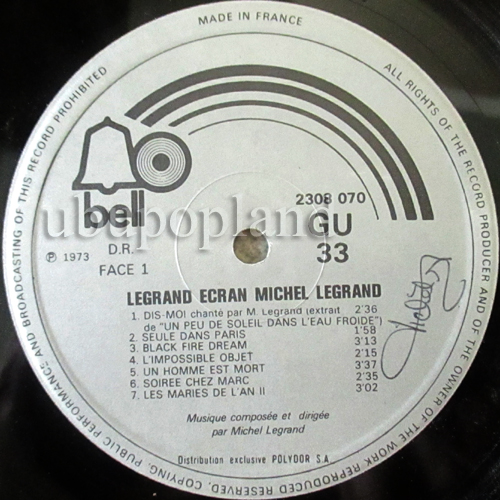 MADE IN FRANCE
ALL RIGHTS OF THE RECORD PRODUCER AND OF THE OWNER OF THE WORK REPRODUCED RESERVED, COPYING, PUBLIC PERFORMANCE AND BROADCASTING OF THIS RECORD PROHIBITED
bell
ubupopland
2308 070
GU
33
D.R.
℗ 1973
FACE 1
LEGRAND ECRAN MICHEL LEGRAND
1. DIS-MOI chanté par M. Legrand (extrait 2'36
de "UN PEU DE SOLEIL DANS L'EAU FROIDE")
2. SEULE DANS PARIS 1'58
3. BLACK FIRE DREAM 3'13
4. L'IMPOSSIBLE OBJET 2'15
5. UN HOMME EST MORT 3'37
6. SOIREE CHEZ MARC 2'35
7. LES MARIES DE L'AN II 3'02
Musique composée et dirigée
par Michel Legrand
Distribution exclusive POLYDOR S.A